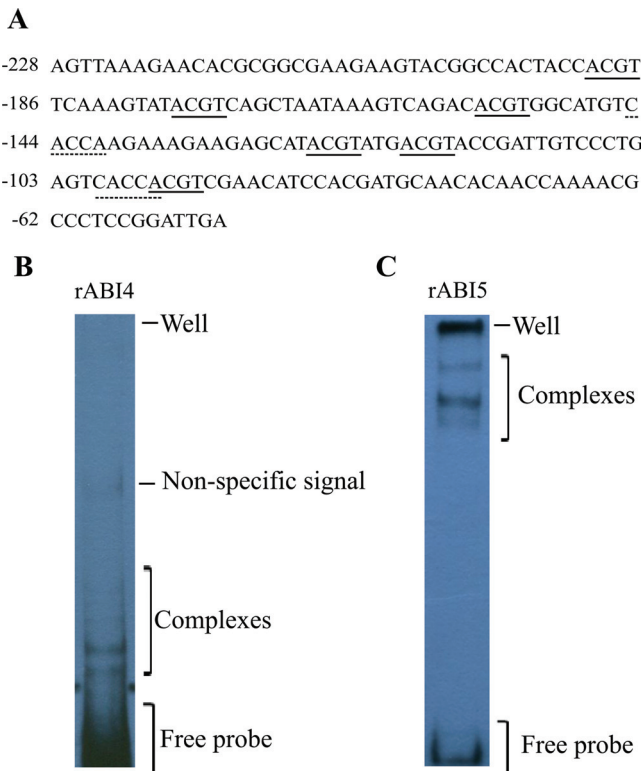 A
-228 AGTTAAAGAACACGCGGCGAAGAAGTACGGCCACTACCACGT
-186 TCAAAGTATACGTCAGCTAATAAAGTCAGACACGTGGCATGTC
-144 ACCAAGAAAGAAGAGCATACGTATGACGTACCGATTGTCCCTG
-103 AGTCACCACGTCGAACATCCACGATGCAACACAACCAAAACG
-62 CCCTCCGGATTGA
B
rABI4
Well
Non-specific signal
Complexes
Free probe
C
rABI5
Well
Complexes
Free probe